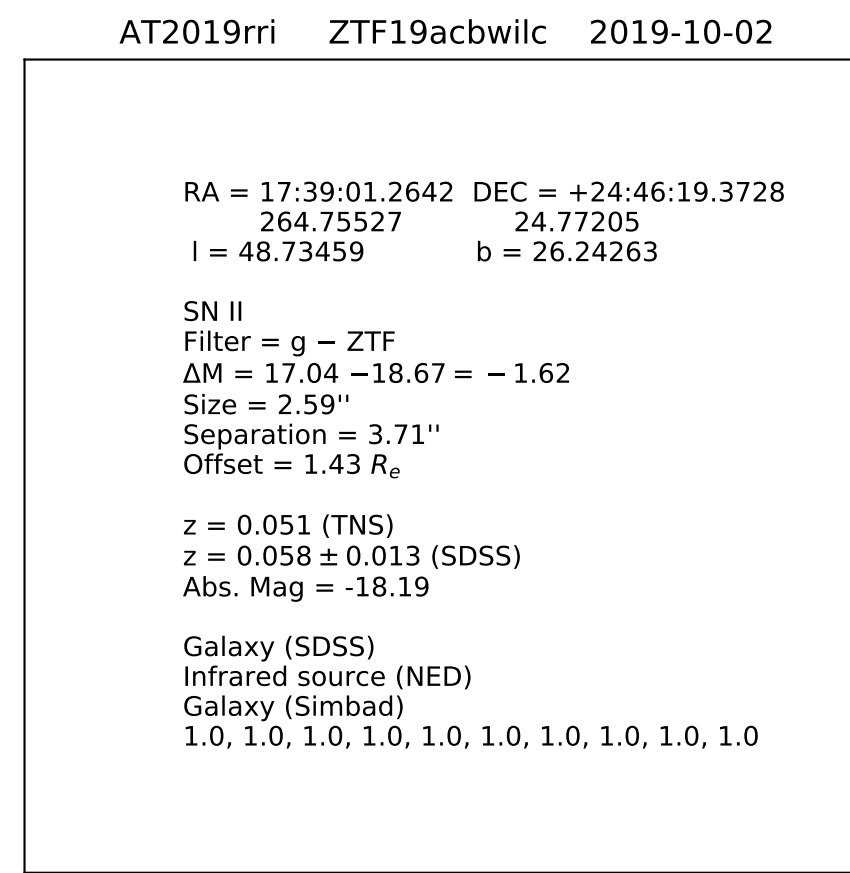 AT2019rri ZTF19acbwilc 2019-10-02
RA = 17:39:01.2642 DEC = +24:46:19.3728
264.75527 24.77205
l = 48.73459 b = 26.24263
SN II
Filter = g − ZTF
ΔM = 17.04 −18.67 = − 1.62
Size = 2.59''
Separation = 3.71''
Offset = 1.43 Re
z = 0.051 (TNS)
z = 0.058 ± 0.013 (SDSS)
Abs. Mag = -18.19
Galaxy (SDSS)
Infrared source (NED)
Galaxy (Simbad)
1.0, 1.0, 1.0, 1.0, 1.0, 1.0, 1.0, 1.0, 1.0, 1.0